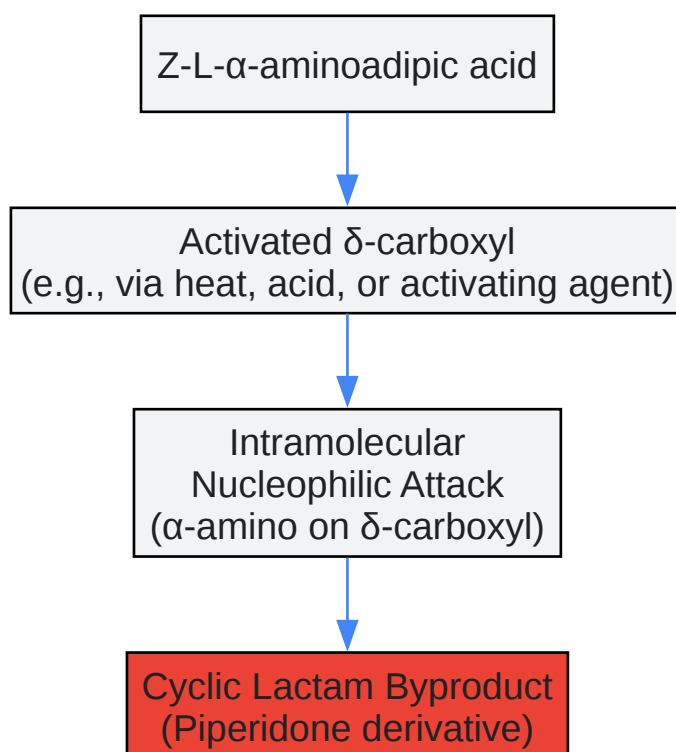 Z-L-α-aminoadipic acid
Activated δ-carboxyl
(e.g., via heat, acid, or activating agent)
Intramolecular
Nucleophilic Attack
(α-amino on δ-carboxyl)
Cyclic Lactam Byproduct
(Piperidone derivative)